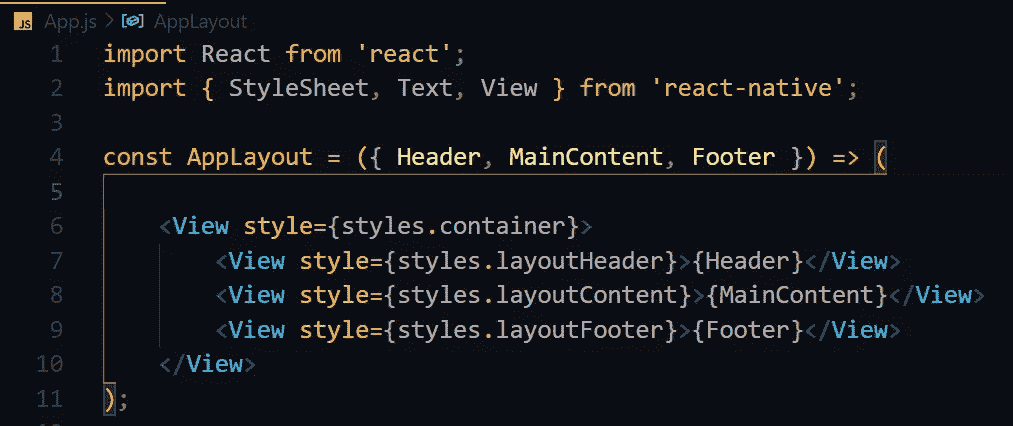 JS App.js > AppLayout
1 import React from 'react';
2 import { StyleSheet, Text, View } from 'react-native';
3
4 const AppLayout = ({ Header, MainContent, Footer }) => (
5
6 <View style={styles.container}>
7 <View style={styles.layoutHeader}>{Header}</View>
8 <View style={styles.layoutContent}>{MainContent}</View>
9 <View style={styles.layoutFooter}>{Footer}</View>
10 </View>
11 );